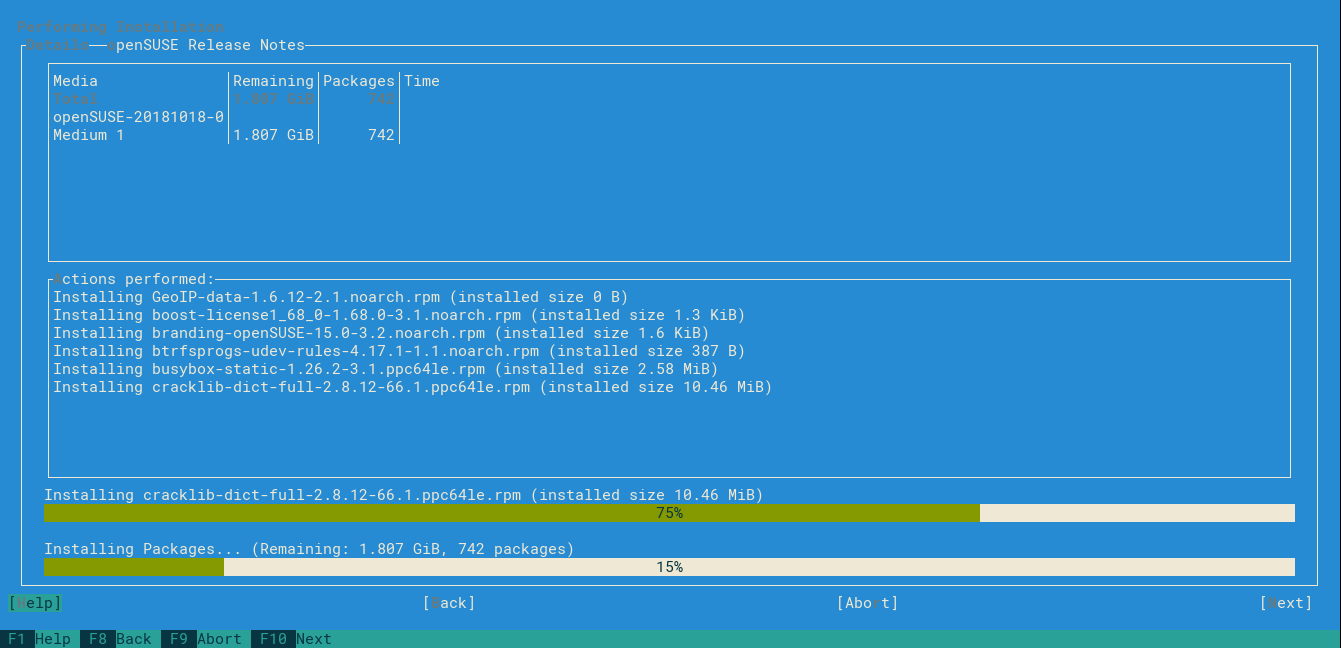 Performing Installation
Details openSUSE Release Notes
Media Remaining Packages Time
Total 1.807 GiB 742
openSUSE-20181018-0
Medium 1 1.807 GiB 742
Actions performed:
Installing GeoIP-data-1.6.12-2.1.noarch.rpm (installed size 0 B)
Installing boost-license1_68_0-1.68.0-3.1.noarch.rpm (installed size 1.3 KiB)
Installing branding-openSUSE-15.0-3.2.noarch.rpm (installed size 1.6 KiB)
Installing btrfsprogs-udev-rules-4.17.1-1.1.noarch.rpm (installed size 387 B)
Installing busybox-static-1.26.2-3.1.ppc64le.rpm (installed size 2.58 MiB)
Installing cracklib-dict-full-2.8.12-66.1.ppc64le.rpm (installed size 10.46 MiB)
Installing cracklib-dict-full-2.8.12-66.1.ppc64le.rpm (installed size 10.46 MiB)
75%
Installing Packages... (Remaining: 1.807 GiB, 742 packages)
15%
[Help] [Back] [Abort] [Next]
F1 Help F8 Back F9 Abort F10 Next